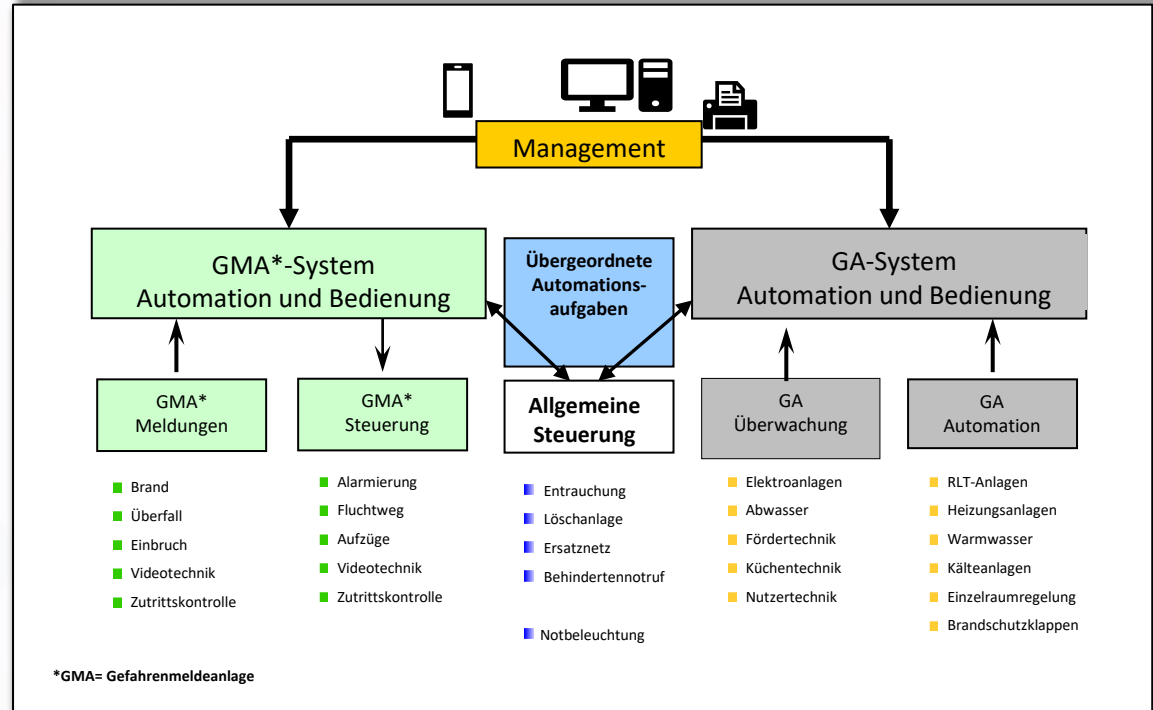 Management
GMA*-System
Automation und Bedienung
Übergeordnete
Automations-
aufgaben
GA-System
Automation und Bedienung
GMA*
Meldungen
GMA*
Steuerung
Allgemeine
Steuerung
GA
Überwachung
GA
Automation
Brand
Überfall
Einbruch
Videotechnik
Zutrittskontrolle
Alarmierung
Fluchtweg
Aufzüge
Videotechnik
Zutrittskontrolle
Entrauchung
Löschanlage
Ersatznetz
Behindertennotruf
Notbeleuchtung
Elektroanlagen
Abwasser
Fördertechnik
Küchentechnik
Nutzertechnik
RLT-Anlagen
Heizungsanlagen
Warmwasser
Kälteanlagen
Einzelraumregelung
Brandschutzklappen
*GMA= Gefahrenmeldeanlage